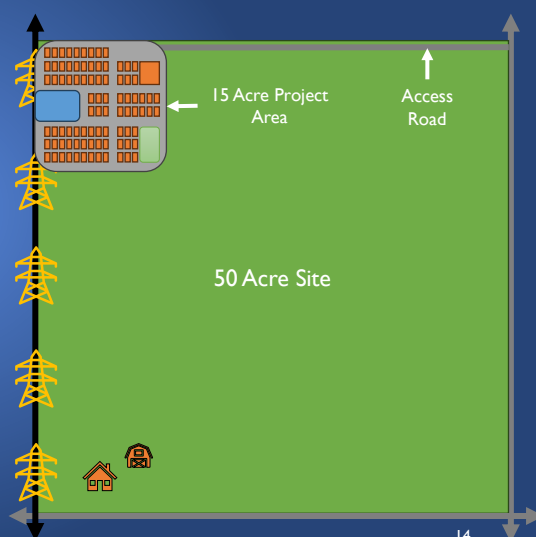 15 Acre Project
Area
Access
Road
50 Acre Site
14